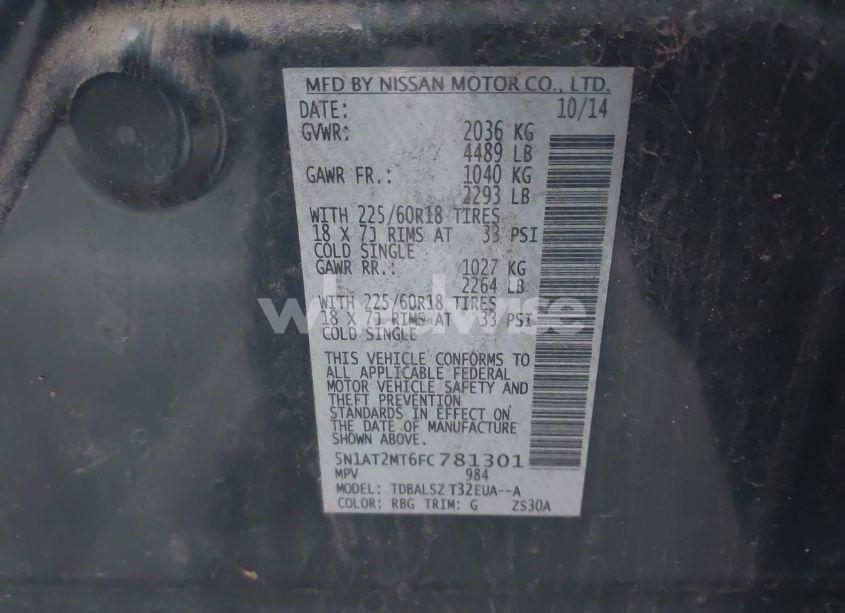 MFD BY NISSAN MOTOR CO., LTD.
DATE: 10/14
GVWR: 2036 KG
4489 LB
GAWR FR.: 1040 KG
2293 LB
WITH 225/60R18 TIRES
18 X 7J RIMS AT 33 PSI
COLD SINGLE
GAWR RR.: 1027 KG
2264 LB
WITH 225/60R18 TIRES
18 X 7J RIMS AT 33 PSI
COLD SINGLE
wheelwise
THIS VEHICLE CONFORMS TO
ALL APPLICABLE FEDERAL
MOTOR VEHICLE SAFETY AND
THEFT PREVENTION
STANDARDS IN EFFECT ON
THE DATE OF MANUFACTURE
SHOWN ABOVE.
5N1AT2MT6FC781301
MPV 984
MODEL: TDBALSZ T32EUA--A
COLOR: RBG TRIM: G ZS30A